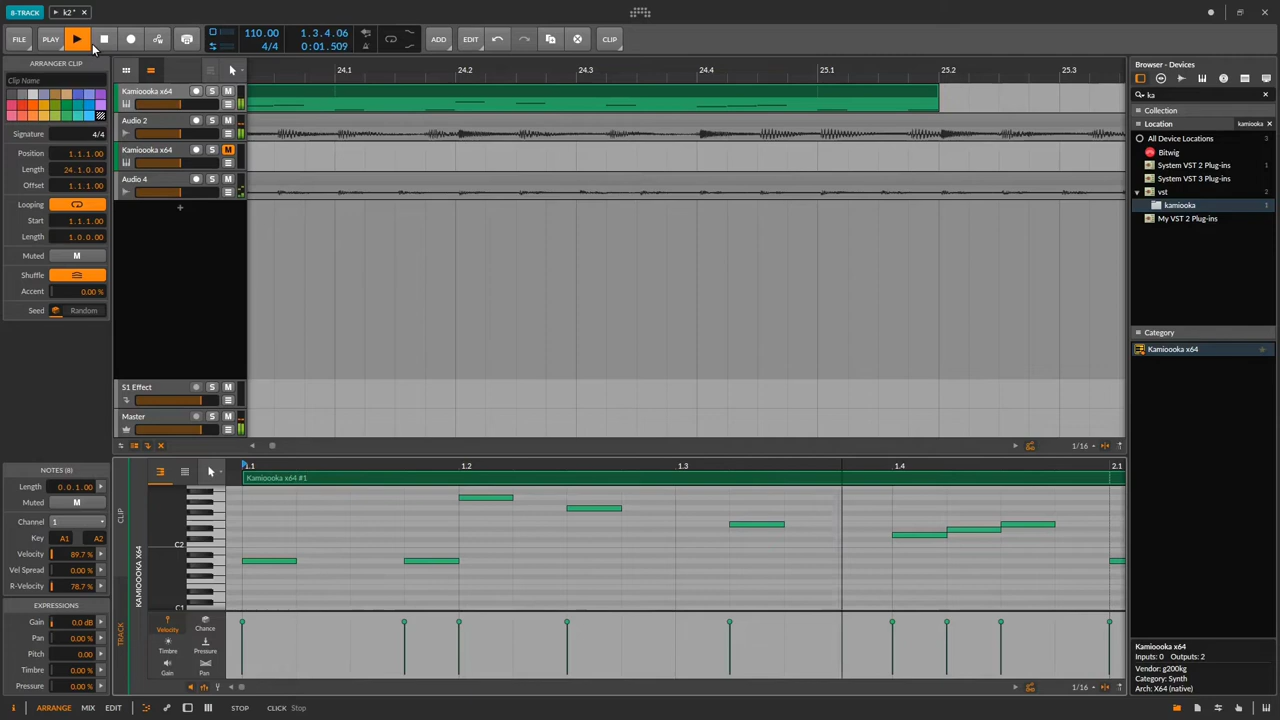 8-TRACK
k2*
FILE
PLAY
110.00
4/4
1.3.4.06
0:01.509
ADD
EDIT
CLIP
ARRANGER CLIP
Clip Name
Signature 4/4
Position 1.1.1.00
Length 24.1.0.00
Offset 1.1.1.00
Looping
Start 1.1.1.00
Length 1.0.0.00
Muted M
Shuffle
Accent 0.00 %
Seed Random
24.1 24.2 24.3 24.4 25.1 25.2 25.3
Kamioooka x64 S M
Audio 2 S M
Kamioooka x64 S M
Audio 4 S M
+
S1 Effect S M
Master S M
1/16
Browser - Devices
ka
Collection
Location kamiooka
All Device Locations
Bitwig
System VST 2 Plug-ins
System VST 3 Plug-ins
vst 1
kamiooka 1
My VST 2 Plug-ins
Category
Kamioooka x64
Kamioooka x64
Inputs: 0 Outputs: 2
Vendor: g200kg
Category: Synth
Arch: X64 (native)
NOTES (8)
Length 0.0.1.00
Muted M
Channel 1
Key A1 A2
Velocity 89.7 %
Vel Spread 0.00 %
R-Velocity 78.7 %
EXPRESSIONS
Gain 0.0 dB
Pan 0.00 %
Pitch 0.00
Timbre 0.00 %
Pressure 0.00 %
CLIP
TRACK
KAMIOOOKA X64
1.1 1.2 1.3 1.4 2.1
Kamioooka x64 #1
C2
C1
Velocity Chance
Timbre Pressure
Gain Pan
1/16
ARRANGE MIX EDIT STOP CLICK Stop